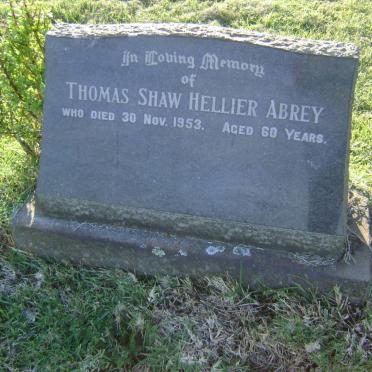 In Loving Memory
of
THOMAS SHAW HELLIER ABREY
WHO DIED 30 NOV. 1953. AGED 60 YEARS.